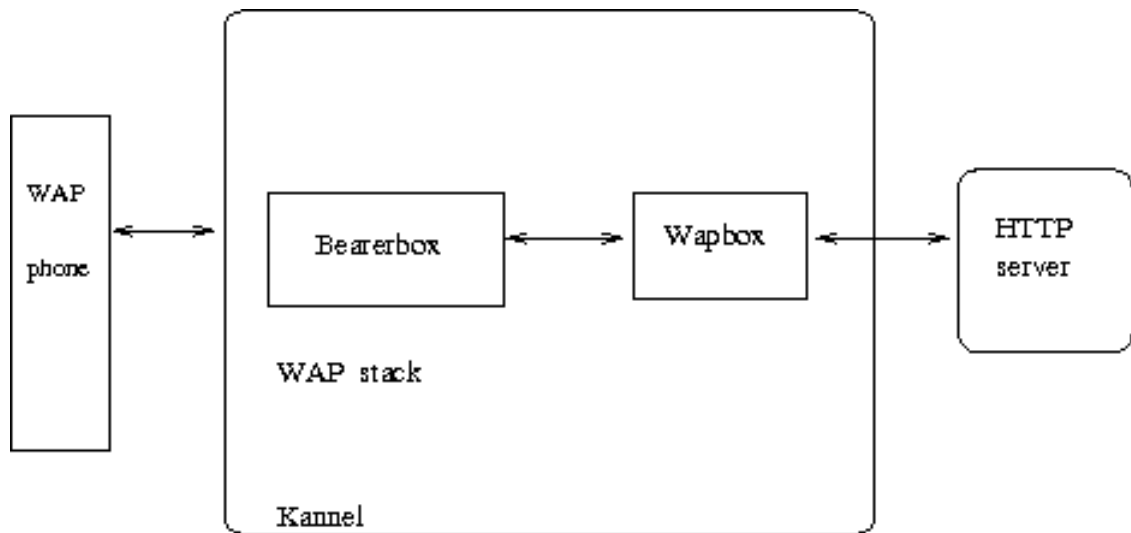 WAP
phone
Bearerbox
Wapbox
HTTP
server
WAP stack
Kannel